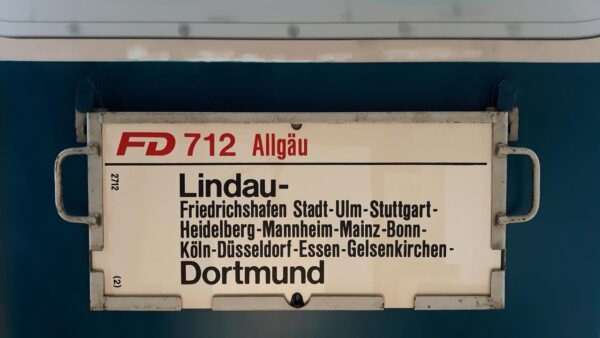 FD 712 Allgäu
2712
Lindau-
Friedrichshafen Stadt-Ulm-Stuttgart-
Heidelberg-Mannheim-Mainz-Bonn-
Köln-Düsseldorf-Essen-Gelsenkirchen-
(2)
Dortmund